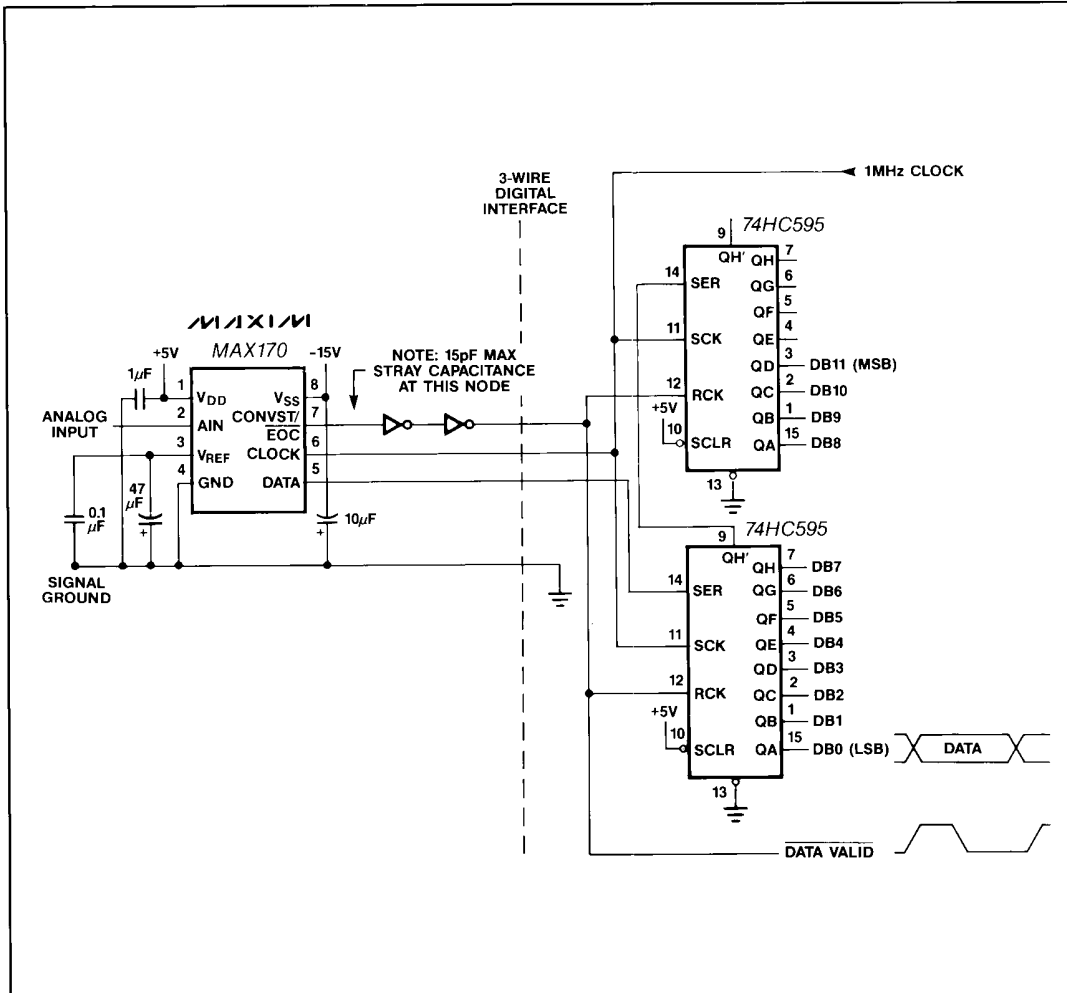 3-WIRE
DIGITAL
INTERFACE
1MHz CLOCK
MAXIM
MAX170
+5V
-15V
1µF
NOTE: 15pF MAX
STRAY CAPACITANCE
AT THIS NODE
ANALOG
INPUT
1 VDD
2 AIN
3 VREF
4 GND
VSS 8
CONVST/
EOC 7
CLOCK 6
DATA 5
0.1
µF
47
µF
+
10µF
+
SIGNAL
GROUND
74HC595
9
QH'
14 SER
11 SCK
12 RCK
+5V
10 SCLR
13
QH 7
QG 6
QF 5
QE 4
QD 3 DB11 (MSB)
QC 2 DB10
QB 1 DB9
QA 15 DB8
74HC595
9
QH'
14 SER
11 SCK
12 RCK
+5V
10 SCLR
13
QH 7 DB7
QG 6 DB6
QF 5 DB5
QE 4 DB4
QD 3 DB3
QC 2 DB2
QB 1 DB1
QA 15 DB0 (LSB)
DATA
DATA VALID